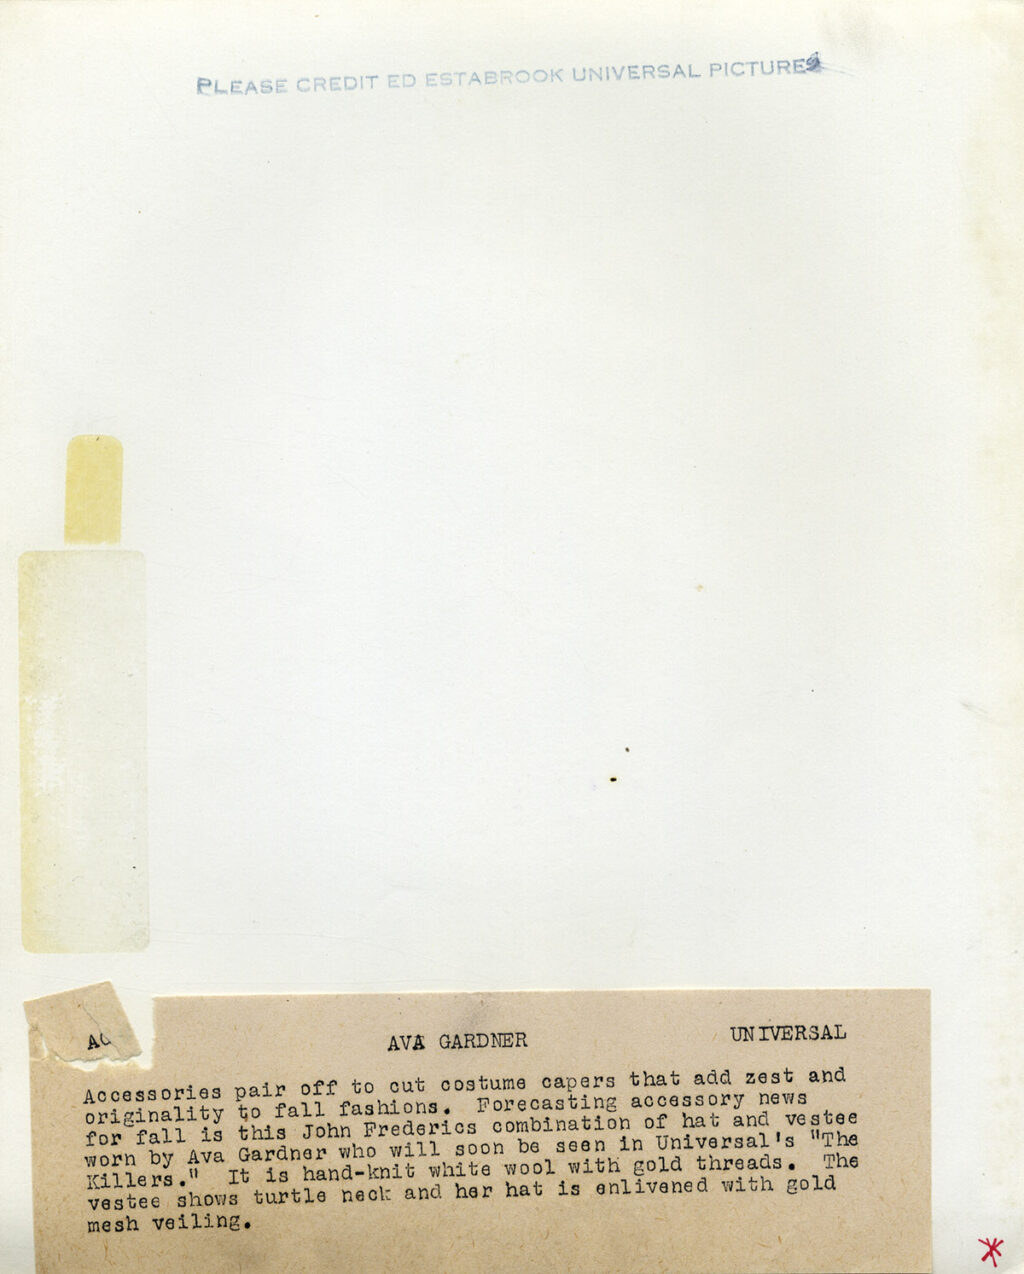 PLEASE CREDIT ED ESTABROOK UNIVERSAL PICTURES
AVA GARDNER UNIVERSAL
Accessories pair off to cut costume capers that add zest and
originality to fall fashions. Forecasting accessory news
for fall is this John Frederics combination of hat and vestee
worn by Ava Gardner who will soon be seen in Universal's "The
Killers." It is hand-knit white wool with gold threads. The
vestee shows turtle neck and her hat is enlivened with gold
mesh veiling.